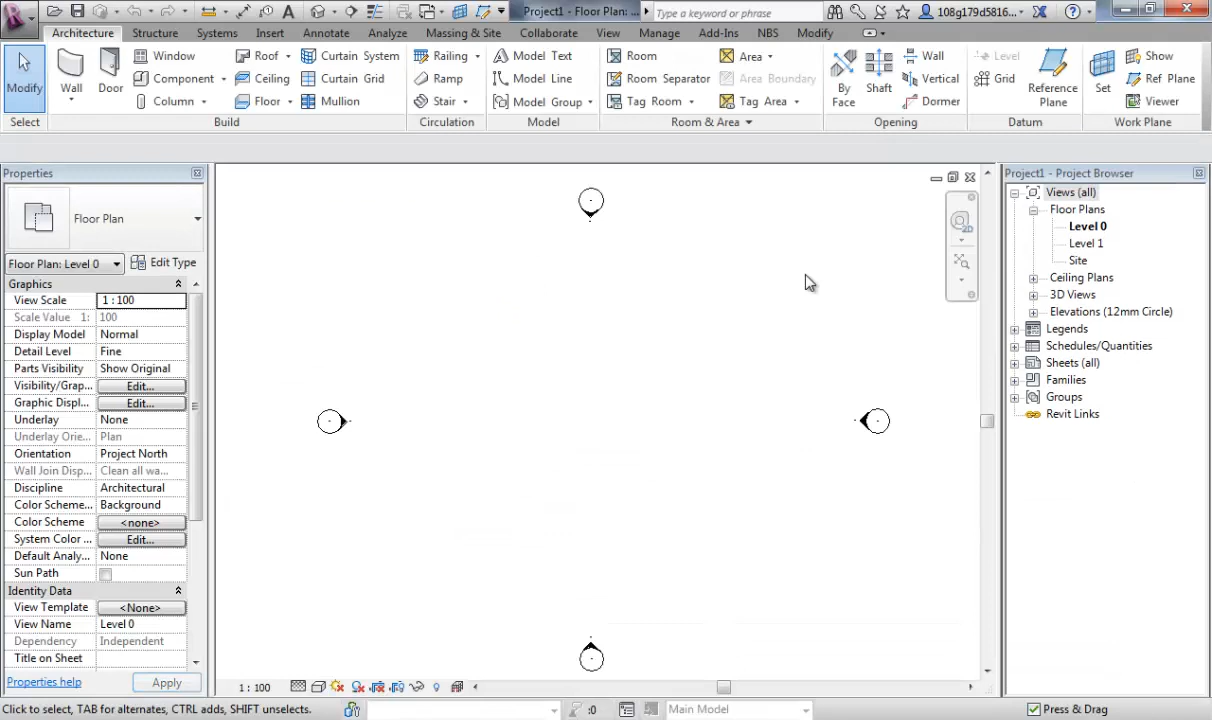 Project1 - Floor Plan: ...
Type a keyword or phrase
108g179d5816...
Architecture
Structure
Systems
Insert
Annotate
Analyze
Massing & Site
Collaborate
View
Manage
Add-Ins
NBS
Modify
Modify
Wall
Door
Window
Component
Column
Roof
Ceiling
Floor
Curtain System
Curtain Grid
Mullion
Railing
Ramp
Stair
Model Text
Model Line
Model Group
Room
Room Separator
Tag Room
Area
Area Boundary
Tag Area
By
Face
Shaft
Wall
Vertical
Dormer
Level
Grid
Reference
Plane
Set
Show
Ref Plane
Viewer
Select
Build
Circulation
Model
Room & Area
Opening
Datum
Work Plane
Properties
Floor Plan
Floor Plan: Level 0
Edit Type
Graphics
View Scale 1 : 100
Scale Value 1: 100
Display Model Normal
Detail Level Fine
Parts Visibility Show Original
Visibility/Grap... Edit...
Graphic Displ... Edit...
Underlay None
Underlay Orie... Plan
Orientation Project North
Wall Join Disp... Clean all wa...
Discipline Architectural
Color Scheme... Background
Color Scheme <none>
System Color ... Edit...
Default Analy... None
Sun Path
Identity Data
View Template <None>
View Name Level 0
Dependency Independent
Title on Sheet
Properties help
Apply
2D
Project1 - Project Browser
Views (all)
Floor Plans
Level 0
Level 1
Site
Ceiling Plans
3D Views
Elevations (12mm Circle)
Legends
Schedules/Quantities
Sheets (all)
Families
Groups
Revit Links
1 : 100
Click to select, TAB for alternates, CTRL adds, SHIFT unselects.
:0
Main Model
Press & Drag